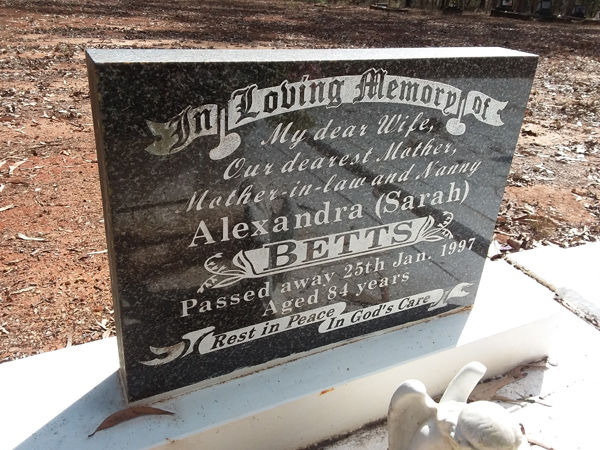 In Loving Memory of
My dear Wife,
Our dearest Mother,
Mother-in-law and Nanny
Alexandra (Sarah)
BETTS
Passed away 25th Jan. 1997
Aged 84 years
Rest in Peace In God's Care